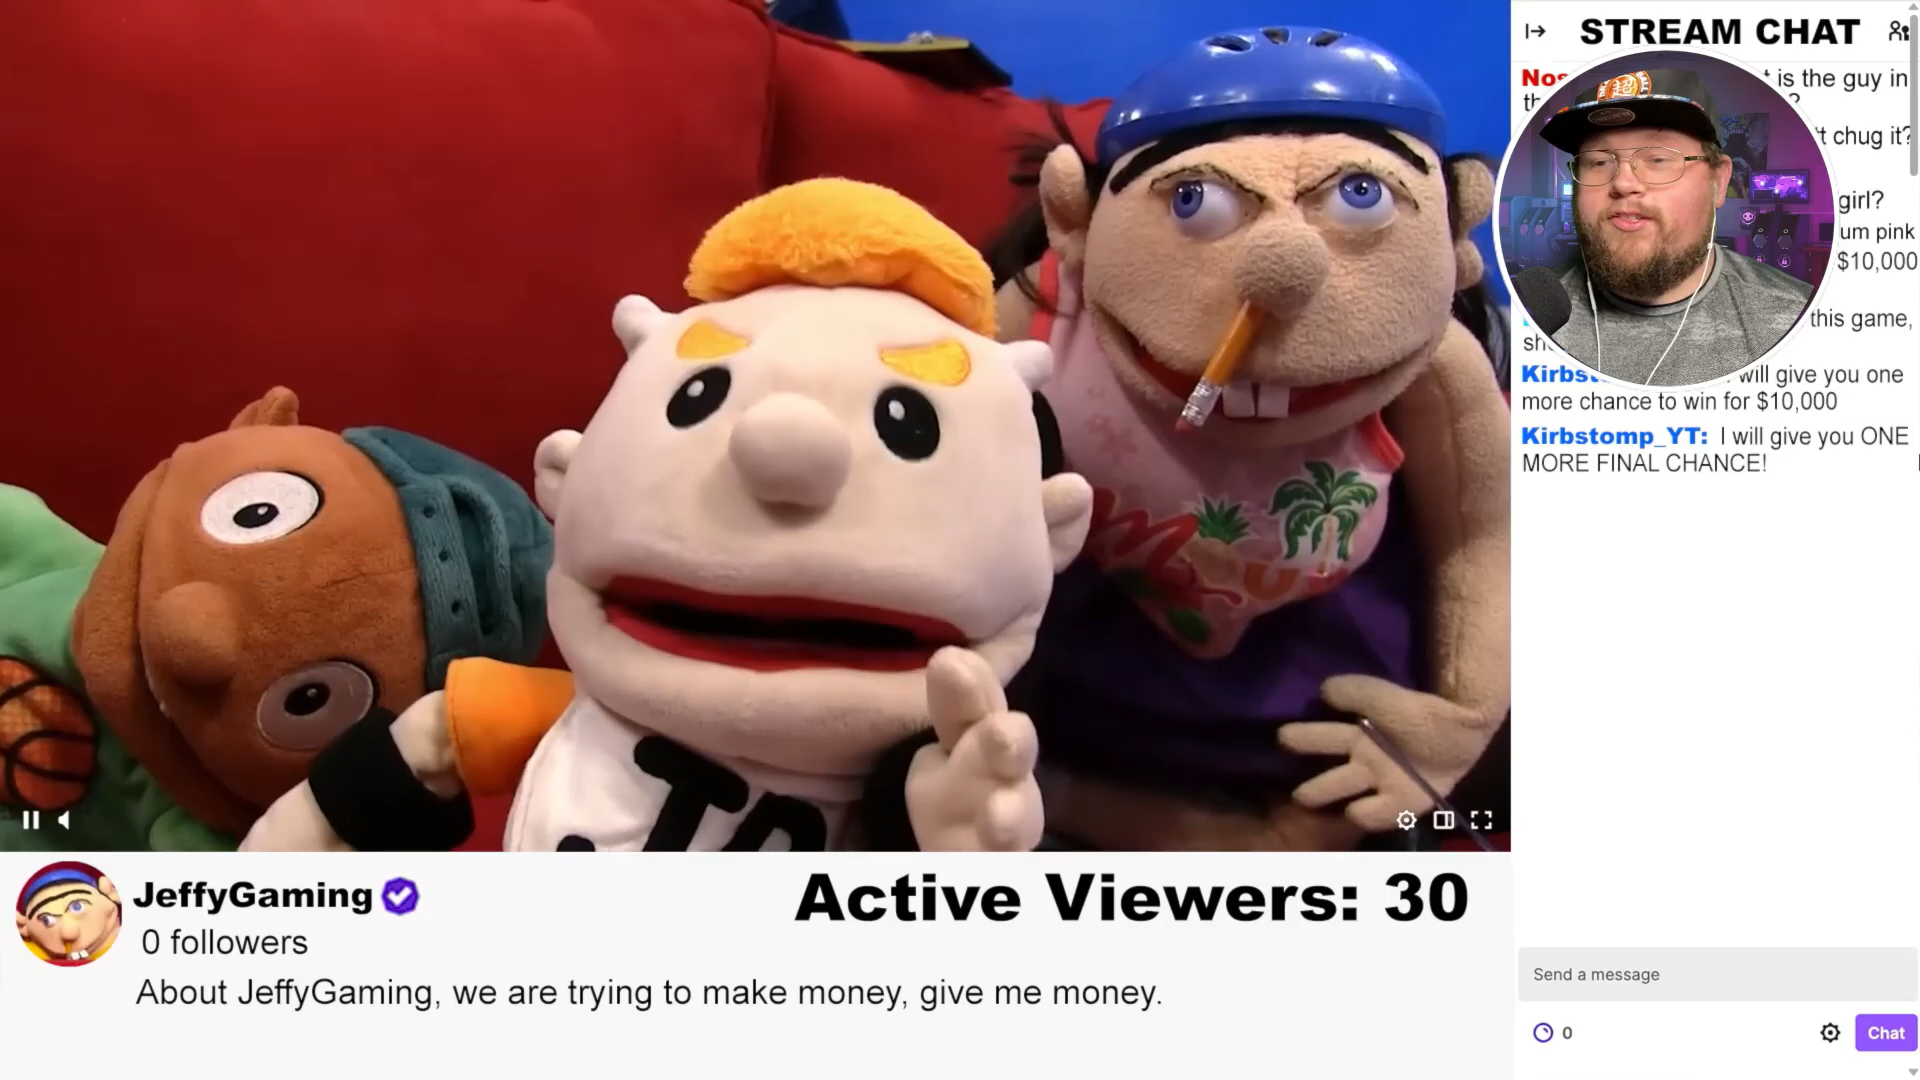 STREAM CHAT
is the guy in
't chug it?
girl?
um pink
$10,000
this game,
Kirbst will give you one
more chance to win for $10,000
Kirbstomp_YT: I will give you ONE
MORE FINAL CHANCE!
JeffyGaming
0 followers
Active Viewers: 30
About JeffyGaming, we are trying to make money, give me money.
Send a message
0
Chat